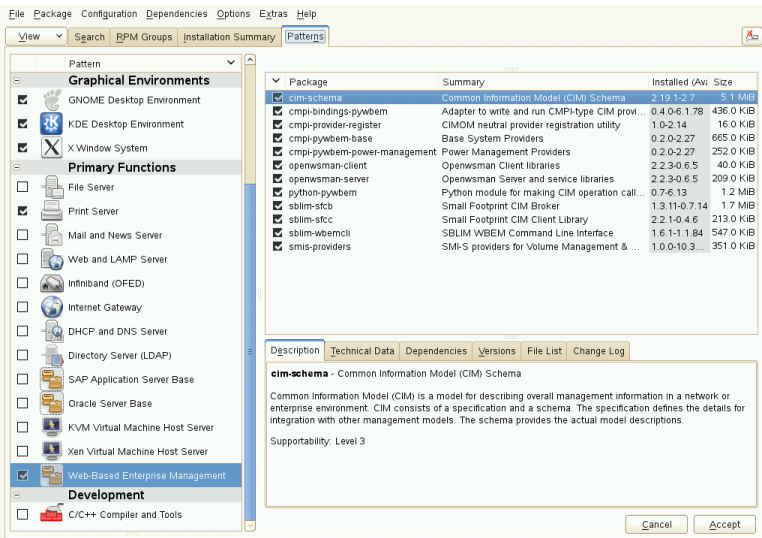 File Package Configuration Dependencies Options Extras Help
View Search RPM Groups Installation Summary Patterns
Pattern
Graphical Environments
GNOME Desktop Environment
KDE Desktop Environment
X Window System
Primary Functions
File Server
Print Server
Mail and News Server
Web and LAMP Server
Infiniband (OFED)
Internet Gateway
DHCP and DNS Server
Directory Server (LDAP)
SAP Application Server Base
Oracle Server Base
KVM Virtual Machine Host Server
Xen Virtual Machine Host Server
Web-Based Enterprise Management
Development
C/C++ Compiler and Tools
Package Summary Installed (Av Size
cim-schema Common Information Model (CIM) Schema 2.19.1-2.7 5.1 MiB
cmpi-bindings-pywbem Adapter to write and run CMPI-type CIM provi... 0.4.0-6.1.78 436.0 KiB
cmpi-provider-register CIMOM neutral provider registration utility 1.0-2.14 16.0 KiB
cmpi-pywbem-base Base System Providers 0.2.0-2.27 665.0 KiB
cmpi-pywbem-power-management Power Management Providers 0.2.0-2.27 252.0 KiB
openwsman-client Openwsman Client libraries 2.2.3-0.6.5 40.0 KiB
openwsman-server Openwsman Server and service libraries 2.2.3-0.6.5 209.0 KiB
python-pywbem Python module for making CIM operation call... 0.7-6.13 1.2 MiB
sblim-sfcb Small Footprint CIM Broker 1.3.11-0.7.14 1.7 MiB
sblim-sfcc Small Footprint CIM Client Library 2.2.1-0.4.6 213.0 KiB
sblim-wbemcli SBLIM WBEM Command Line Interface 1.6.1-1.1.84 547.0 KiB
smis-providers SMI-S providers for Volume Management & ... 1.0.0-10.3... 351.0 KiB
Description Technical Data Dependencies Versions File List Change Log
cim-schema - Common Information Model (CIM) Schema
Common Information Model (CIM) is a model for describing overall management information in a network or
enterprise environment. CIM consists of a specification and a schema. The specification defines the details for
integration with other management models. The schema provides the actual model descriptions.
Supportability: Level 3
Cancel Accept